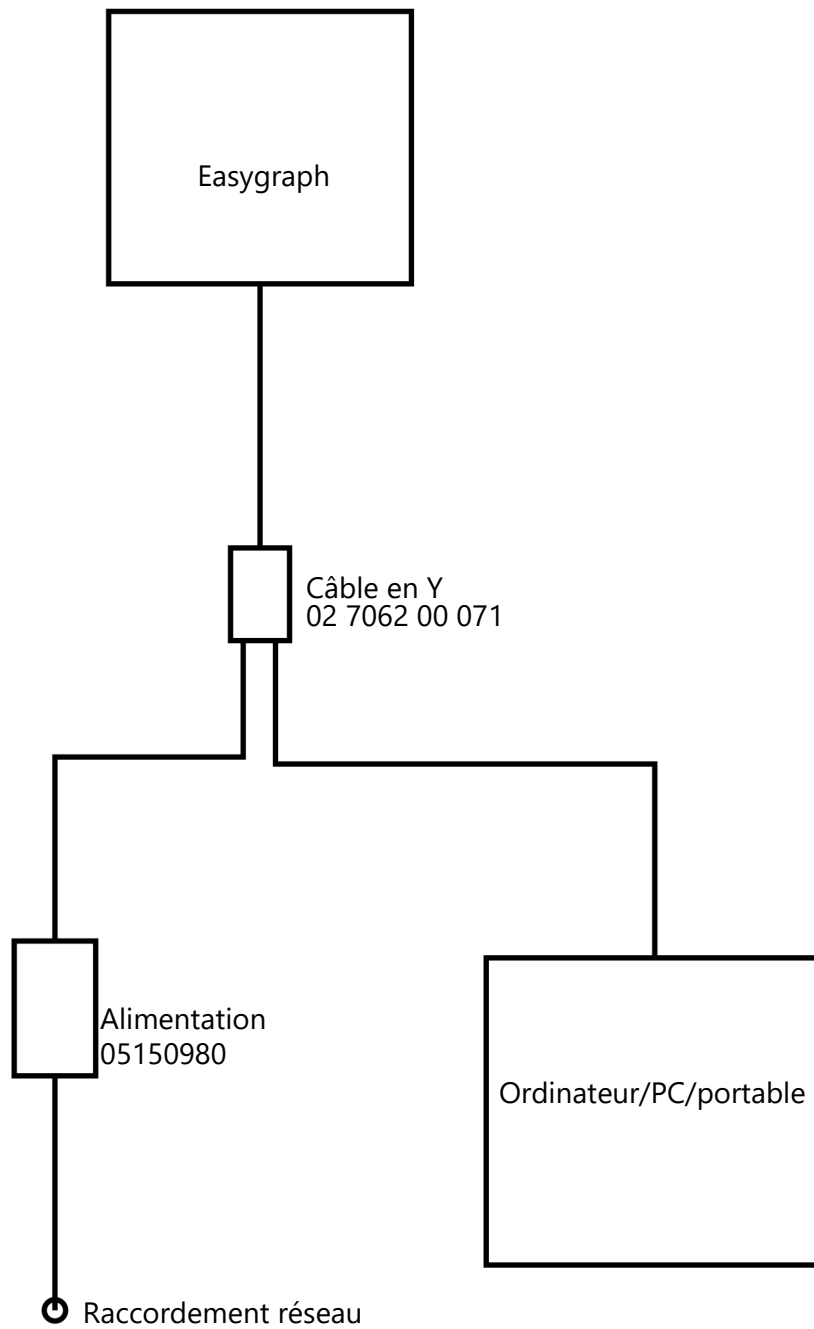 Easygraph
Câble en Y
02 7062 00 071
Alimentation
05150980
Ordinateur/PC/portable
Raccordement réseau